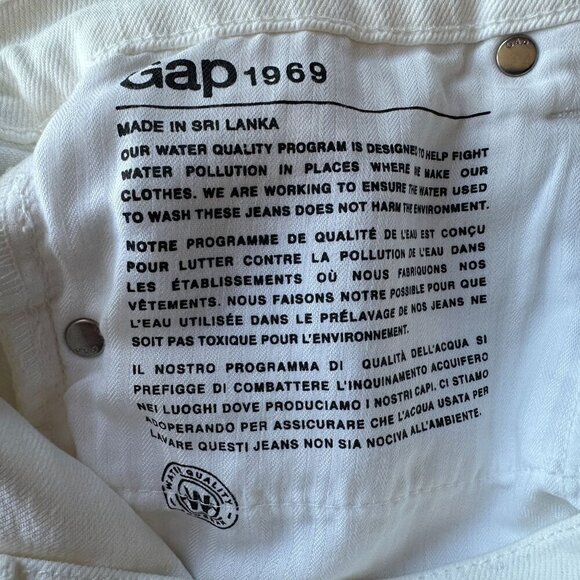 Gap 1969
MADE IN SRI LANKA
OUR WATER QUALITY PROGRAM IS DESIGNED TO HELP FIGHT
WATER POLLUTION IN PLACES WHERE WE MAKE OUR
CLOTHES. WE ARE WORKING TO ENSURE THE WATER USED
TO WASH THESE JEANS DOES NOT HARM THE ENVIRONMENT.
NOTRE PROGRAMME DE QUALITÉ DE L'EAU EST CONÇU
POUR LUTTER CONTRE LA POLLUTION DE L'EAU DANS
LES ÉTABLISSEMENTS OÙ NOUS FABRIQUONS NOS
VÊTEMENTS. NOUS FAISONS NOTRE POSSIBLE POUR QUE
L'EAU UTILISÉE DANS LE PRÉLAVAGE DE NOS JEANS NE
SOIT PAS TOXIQUE POUR L'ENVIRONNEMENT.
IL NOSTRO PROGRAMMA DI QUALITÀ DELL'ACQUA SI
PREFIGGE DI COMBATTERE L'INQUINAMENTO ACQUIFERO
NEI LUOGHI DOVE PRODUCIAMO I NOSTRI CAPI. CI STIAMO
ADOPERANDO PER ASSICURARE CHE L'ACQUA USATA PER
LAVARE QUESTI JEANS NON SIA NOCIVA ALL'AMBIENTE.
WATER QUALITY
W